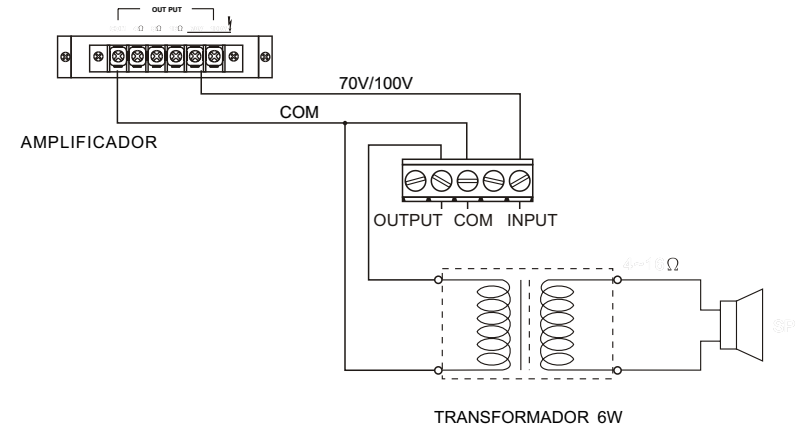 OUT PUT
Ω Ω Ω
70V/100V
COM
AMPLIFICADOR
OUTPUT COM INPUT
Ω
TRANSFORMADOR 6W